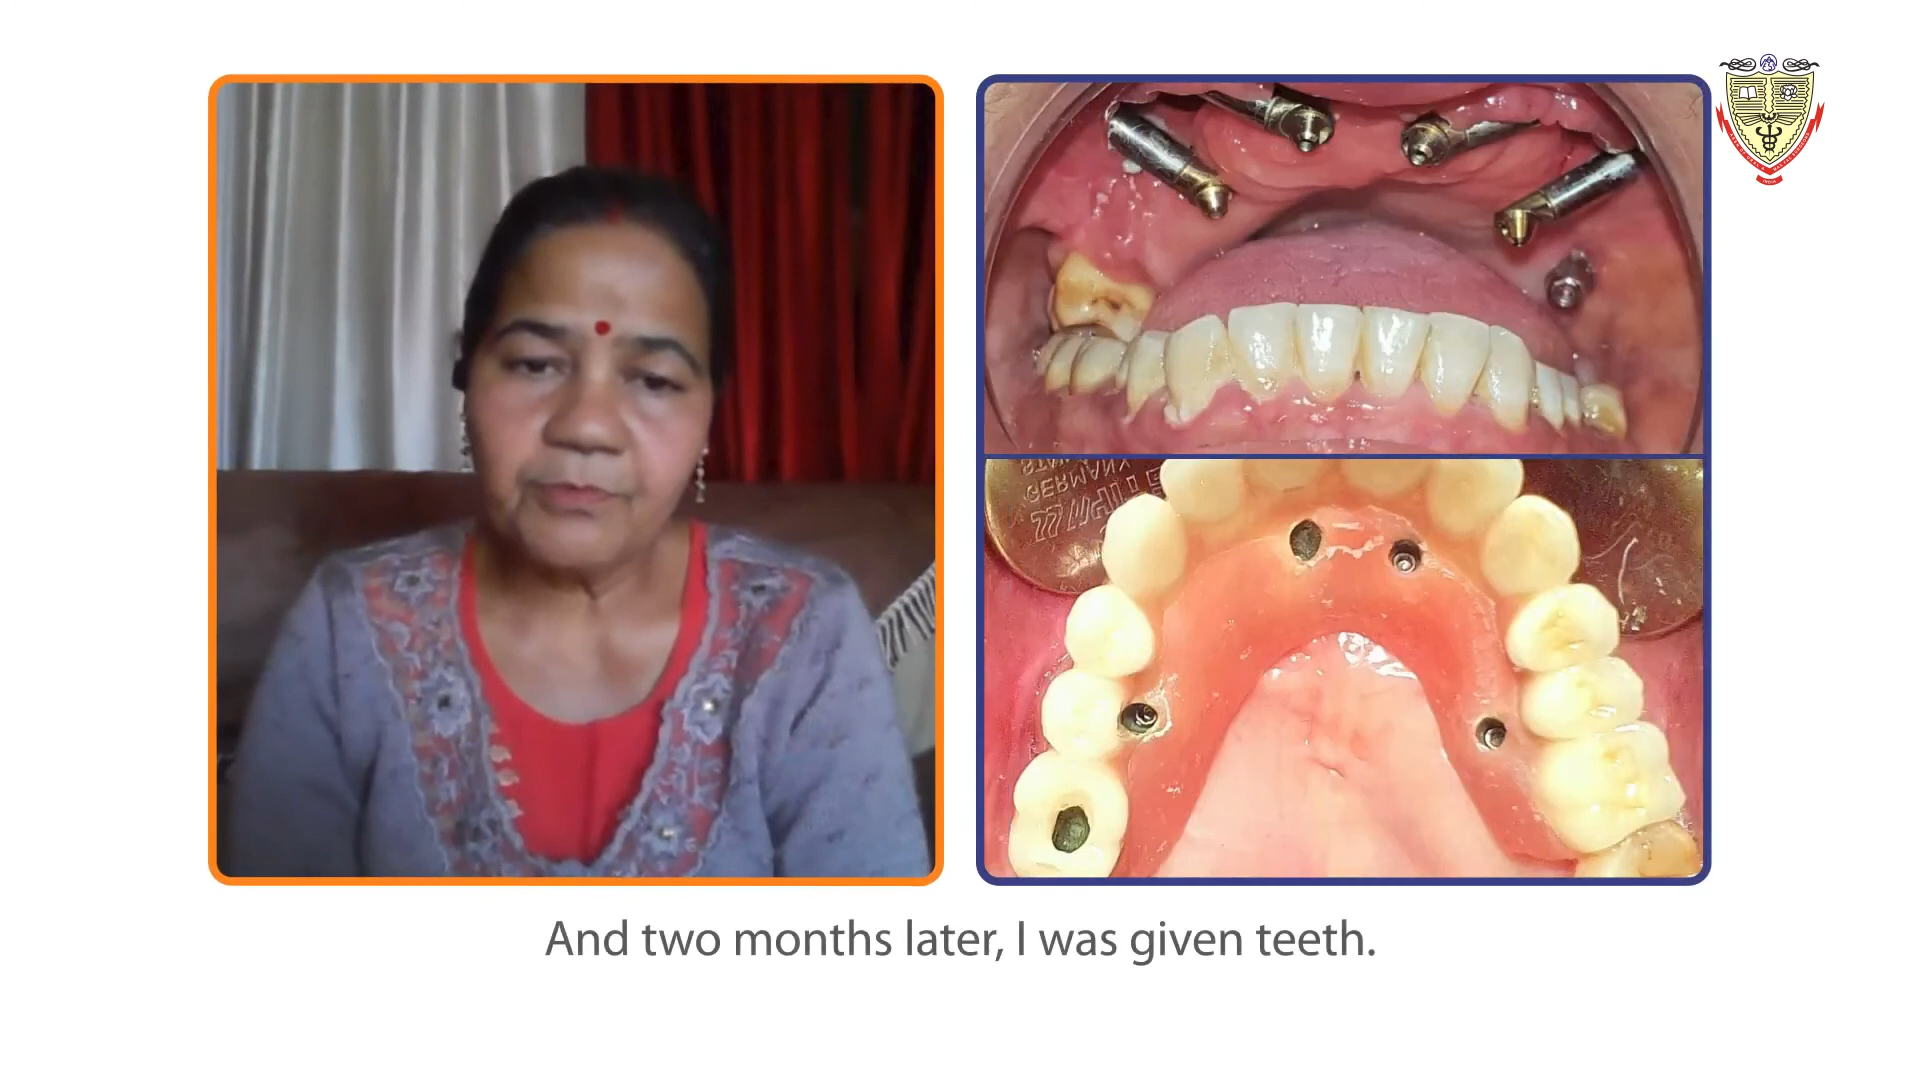 GERMANY
And two months later, I was given teeth.